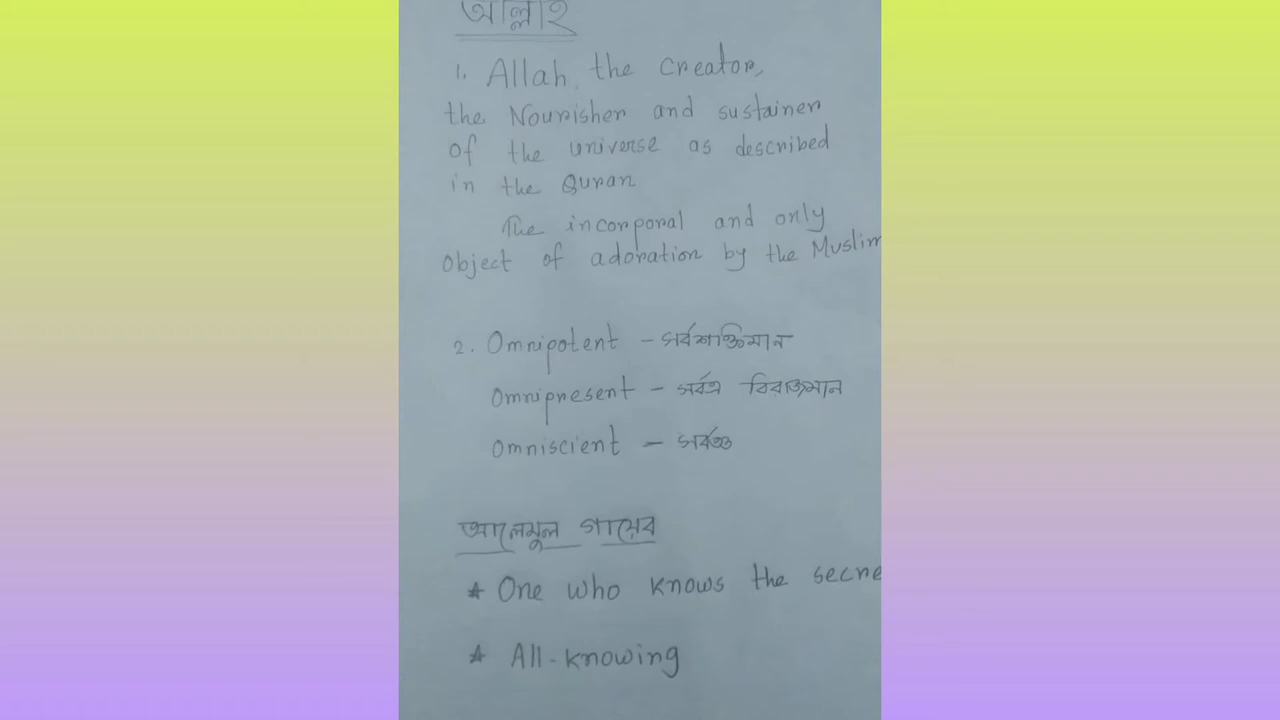 আল্লাহ
1. Allah, the creator,
the Nourisher and sustainer
of the universe as described
in the Quran
The incorporal and only
object of adoration by the Muslim
2. Omnipotent - সর্বশক্তিমান
Omnipresent - সর্বত্র বিরাজমান
Omniscient - সর্বজ্ঞ
আলেমুল গায়েব
* One who knows the secre
* All-knowing